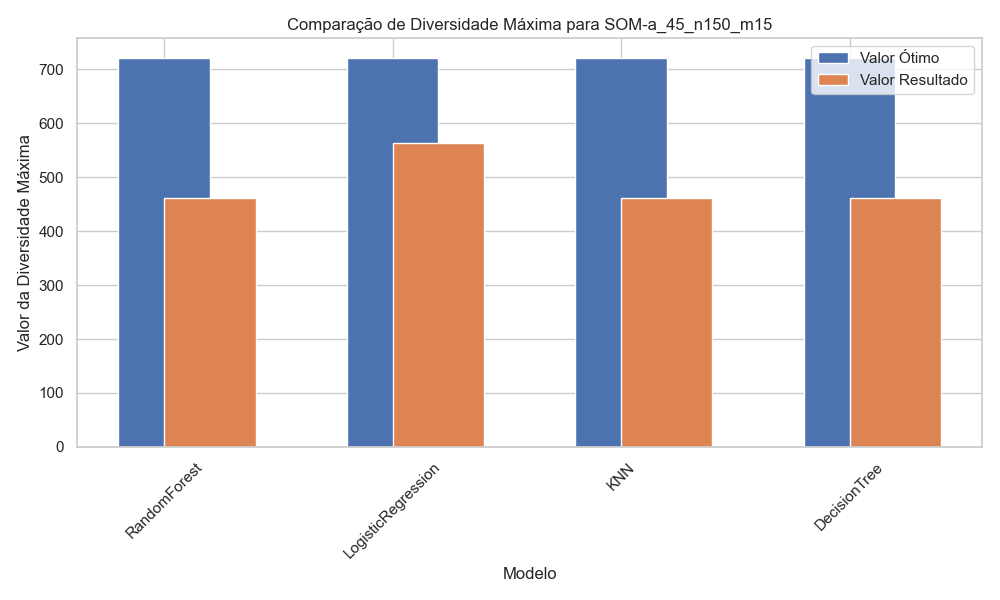 Comparação de Diversidade Máxima para SOM-a_45_n150_m15
Valor Ótimo
Valor Resultado
Valor da Diversidade Máxima
700
600
500
400
300
200
100
0
RandomForest
LogisticRegression
KNN
DecisionTree
Modelo